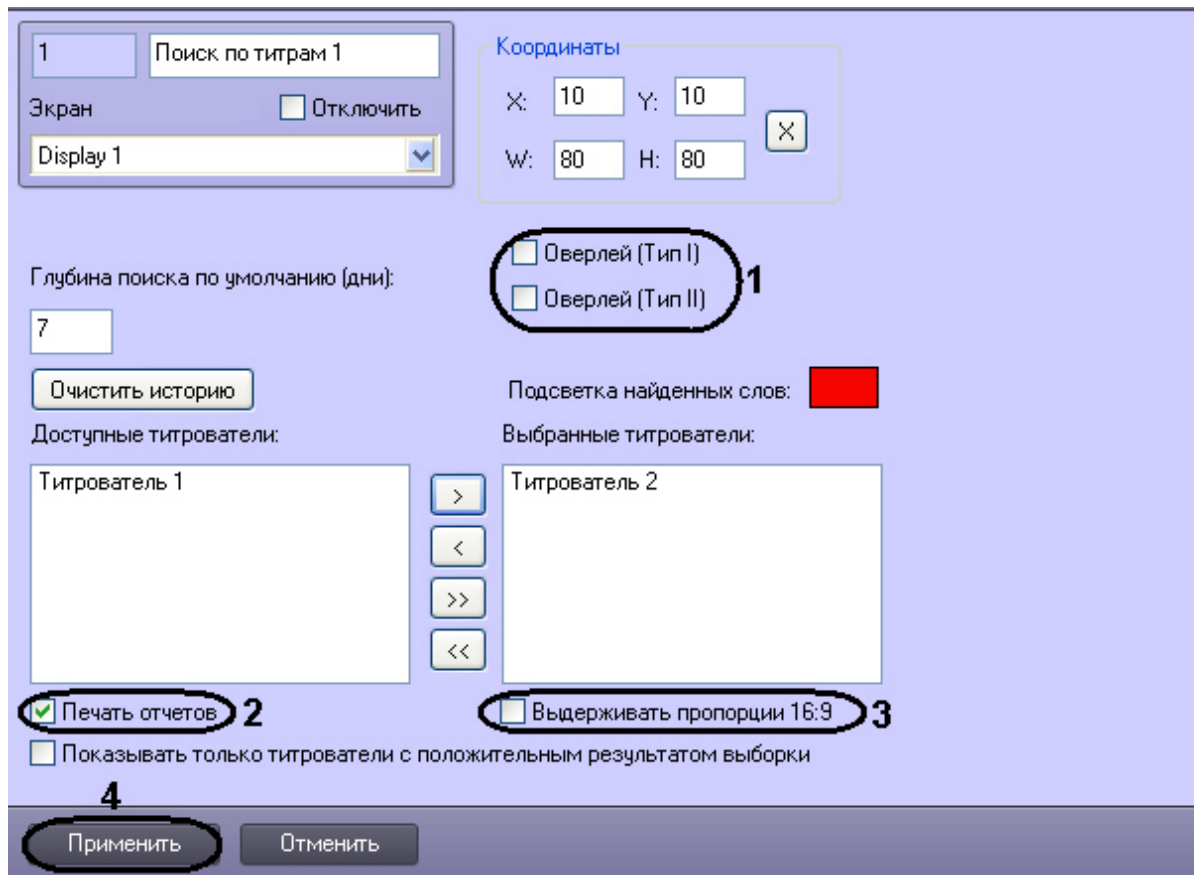 1
Поиск по титрам 1
Экран
Отключить
Display 1
Координаты
X: 10 Y: 10
X
W: 80 H: 80
Оверлей (Тип I)
Оверлей (Тип II)
1
Глубина поиска по умолчанию (дни):
7
Очистить историю
Подсветка найденных слов:
Доступные титрователи:
Выбранные титрователи:
Титрователь 1
Титрователь 2
>
<
>>
<<
Печать отчетов 2
Выдерживать пропорции 16:9 3
Показывать только титрователи с положительным результатом выборки
4
Применить
Отменить